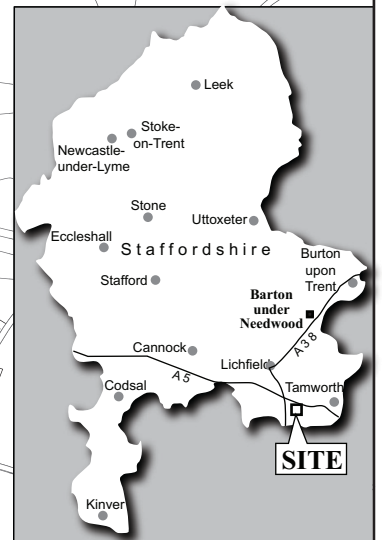 Leek
Stoke-
on-Trent
Newcastle-
under-Lyme
Stone
Uttoxeter
Eccleshall
Staffordshire
Burton
upon
Trent
Stafford
Barton
under
Needwood
A38
Cannock
Lichfield
A5
Codsal
Tamworth
SITE
Kinver